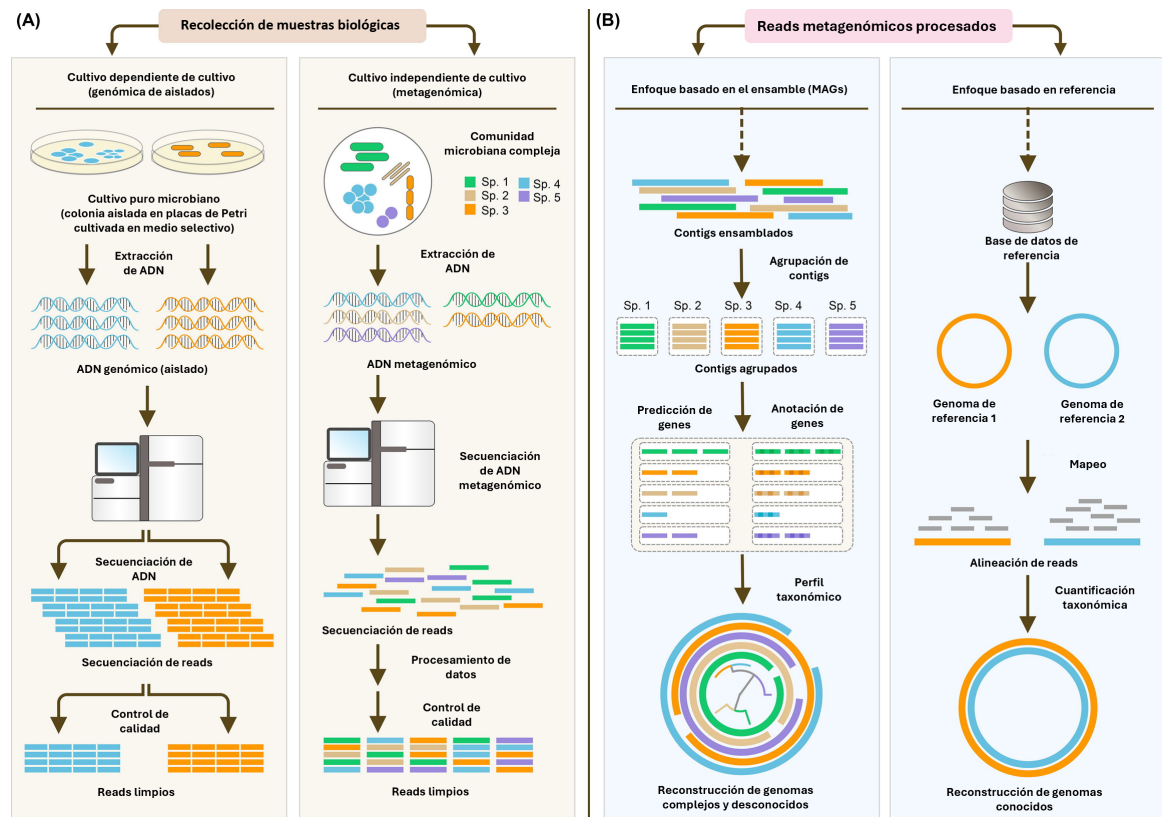 (A)
Recolección de muestras biológicas
Cultivo dependiente de cultivo
(genómica de aislados)
Cultivo puro microbiano
(colonia aislada en placas de Petri
cultivada en medio selectivo)
Extracción
de ADN
ADN genómico (aislado)
Secuenciación de
ADN
Secuenciación de reads
Control de
calidad
Reads limpios
Cultivo independiente de cultivo
(metagenómica)
Comunidad
microbiana compleja
Sp. 1
Sp. 2
Sp. 3
Sp. 4
Sp. 5
Extracción de
ADN
ADN metagenómico
Secuenciación
de ADN
metagenómico
Secuenciación de reads
Procesamiento de
datos
Control de
calidad
Reads limpios
(B)
Reads metagenómicos procesados
Enfoque basado en el ensamble (MAGs)
Contigs ensamblados
Agrupación de
contigs
Sp. 1 Sp. 2 Sp. 3 Sp. 4 Sp. 5
Contigs agrupados
Predicción de
genes
Anotación de
genes
Perfil
taxonómico
Reconstrucción de genomas
complejos y desconocidos
Enfoque basado en referencia
Base de datos de
referencia
Genoma de
referencia 1
Genoma de
referencia 2
Mapeo
Alineación de reads
Cuantificación
taxonómica
Reconstrucción de genomas
conocidos